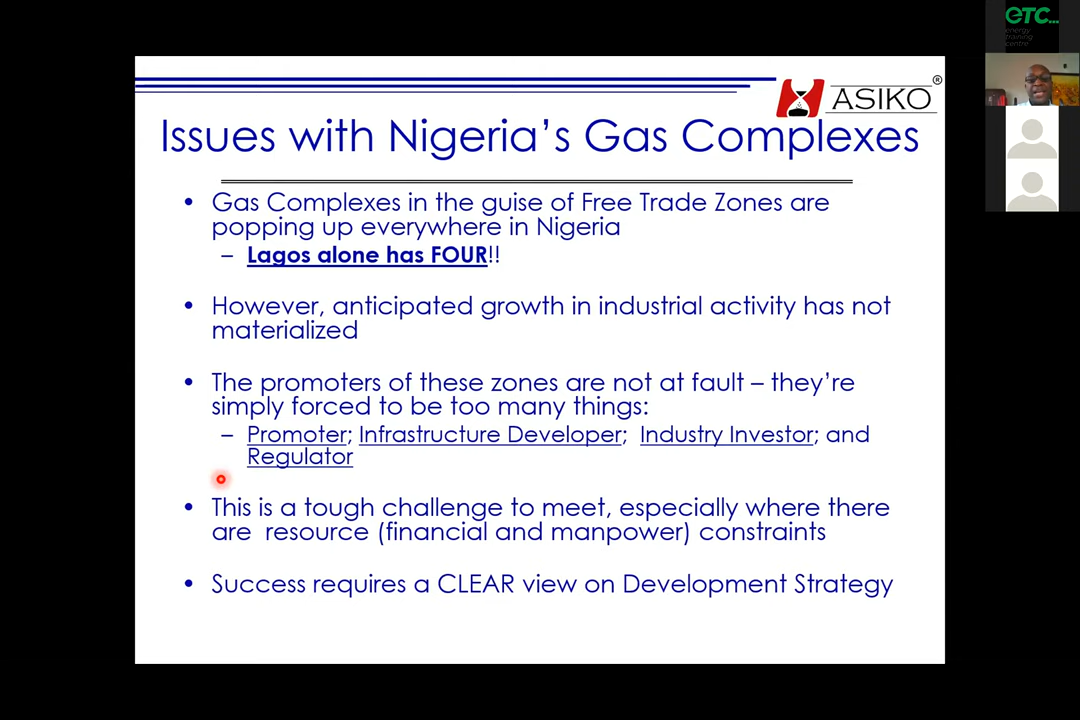 eTC...
energy
training
centre
ASIKO®
Issues with Nigeria's Gas Complexes
• Gas Complexes in the guise of Free Trade Zones are
popping up everywhere in Nigeria
– Lagos alone has FOUR!!
• However, anticipated growth in industrial activity has not
materialized
• The promoters of these zones are not at fault – they're
simply forced to be too many things:
– Promoter; Infrastructure Developer; Industry Investor; and
Regulator
• This is a tough challenge to meet, especially where there
are resource (financial and manpower) constraints
• Success requires a CLEAR view on Development Strategy